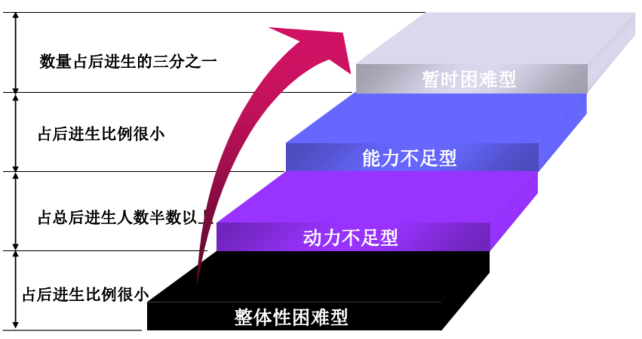 数量占后进生的三分之一
暂时困难型
占后进生比例很小
能力不足型
占总后进生人数半数以上
动力不足型
占后进生比例很小
整体性困难型